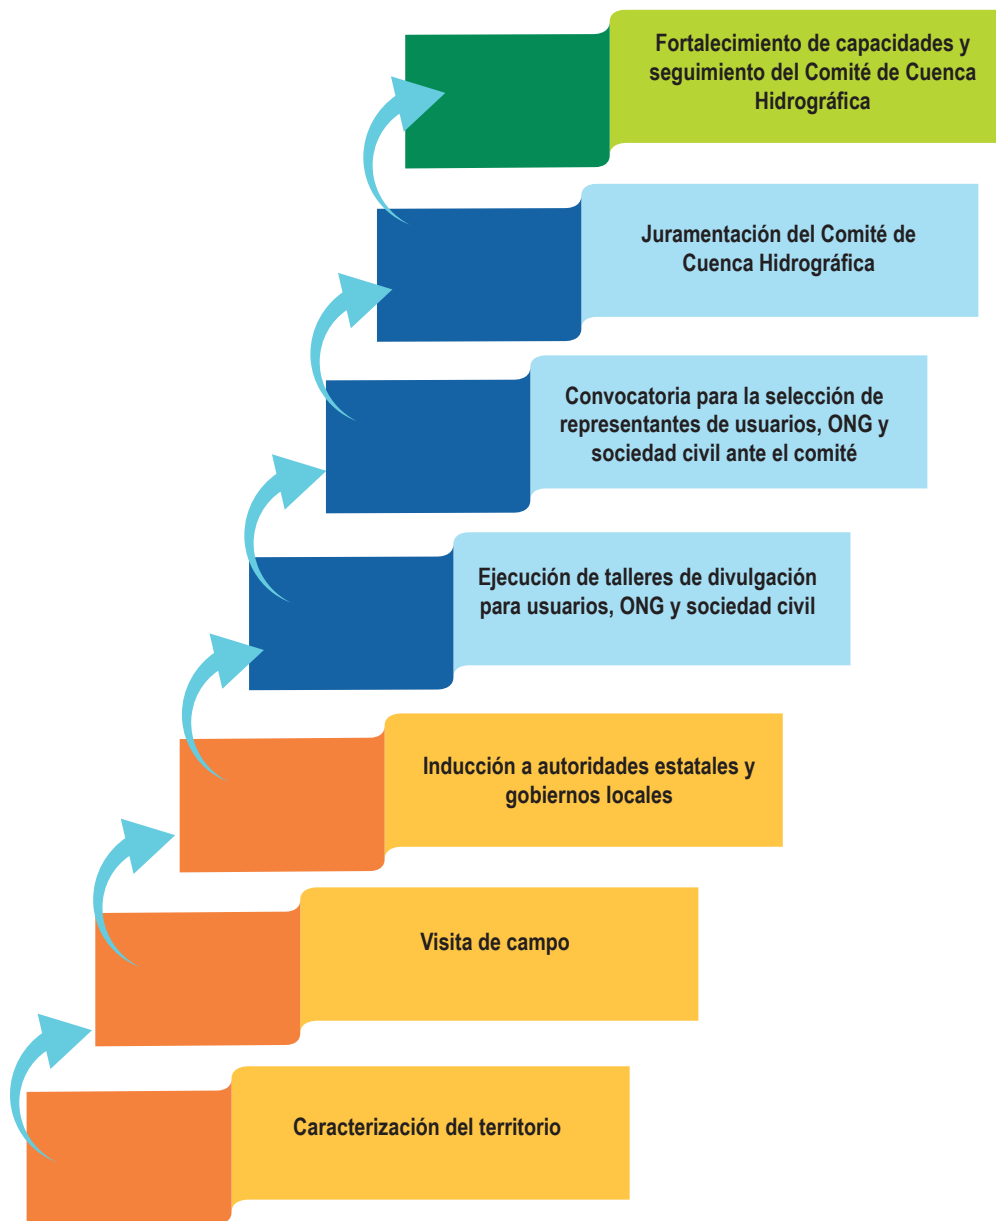 Fortalecimiento de capacidades y
seguimiento del Comité de Cuenca
Hidrográfica
Juramentación del Comité de
Cuenca Hidrográfica
Convocatoria para la selección de
representantes de usuarios, ONG y
sociedad civil ante el comité
Ejecución de talleres de divulgación
para usuarios, ONG y sociedad civil
Inducción a autoridades estatales y
gobiernos locales
Visita de campo
Caracterización del territorio